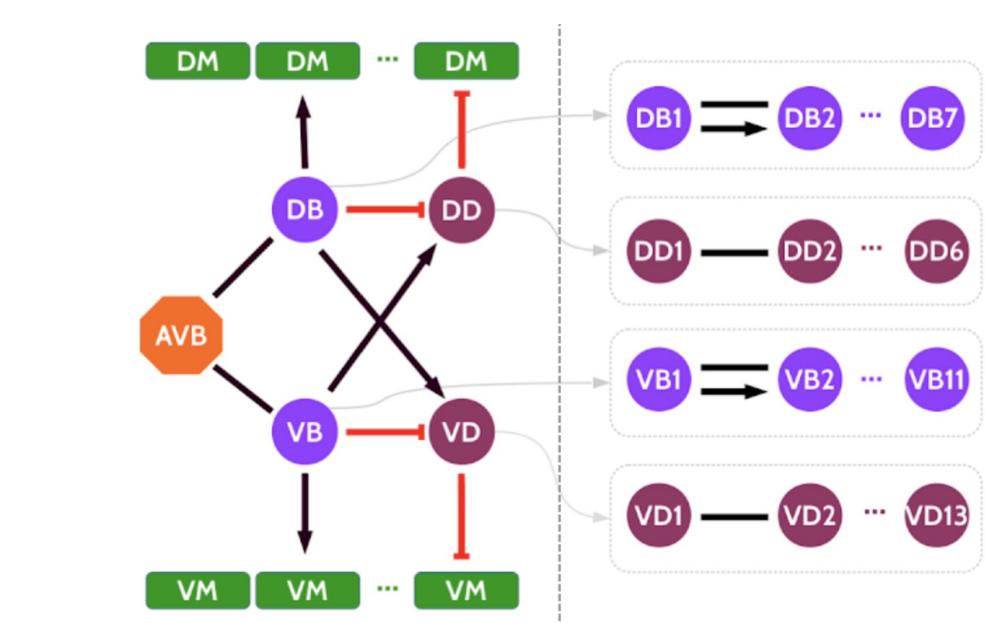 DM DM ... DM
DB1 DB2 ... DB7
DB DD
DD1 DD2 ... DD6
AVB
VB1 VB2 ... VB11
VB VD
VD1 VD2 ... VD13
VM VM ... VM